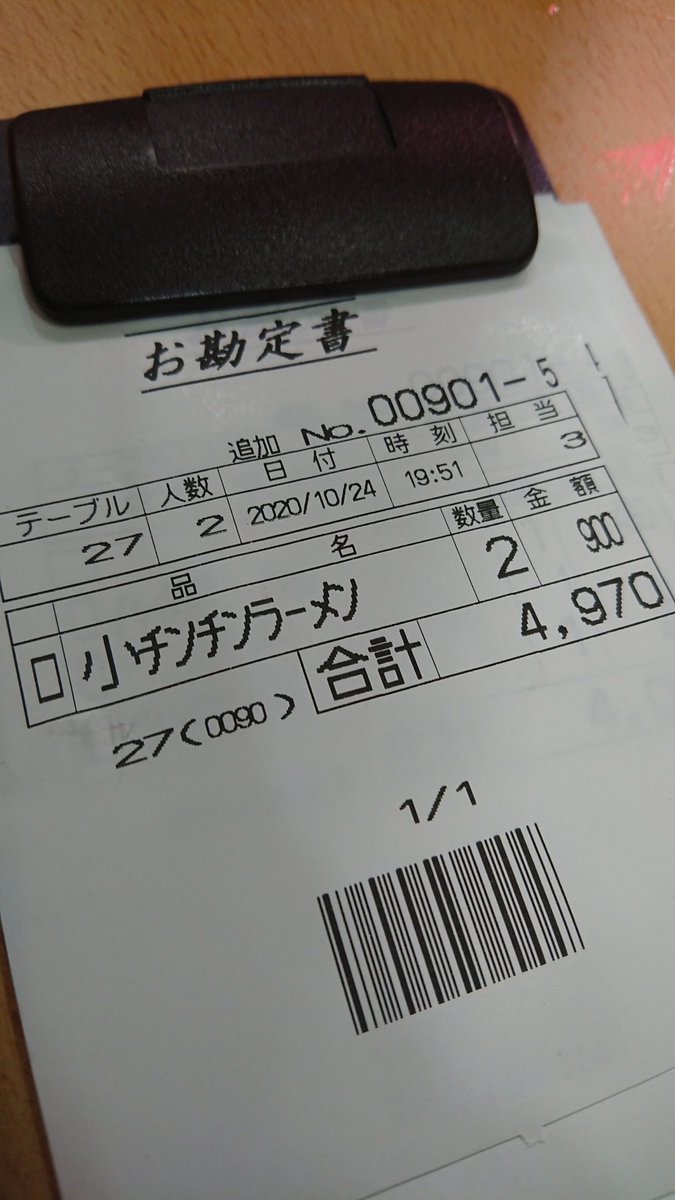 お勘定書
追加 No.00901-5
テーブル 人数 日付 時刻 担当
27 2 2020/10/24 19:51 3
品名 数量 金額
□ 小チンチンラーメン 2 900
合計 4,970
27(0090)
1/1